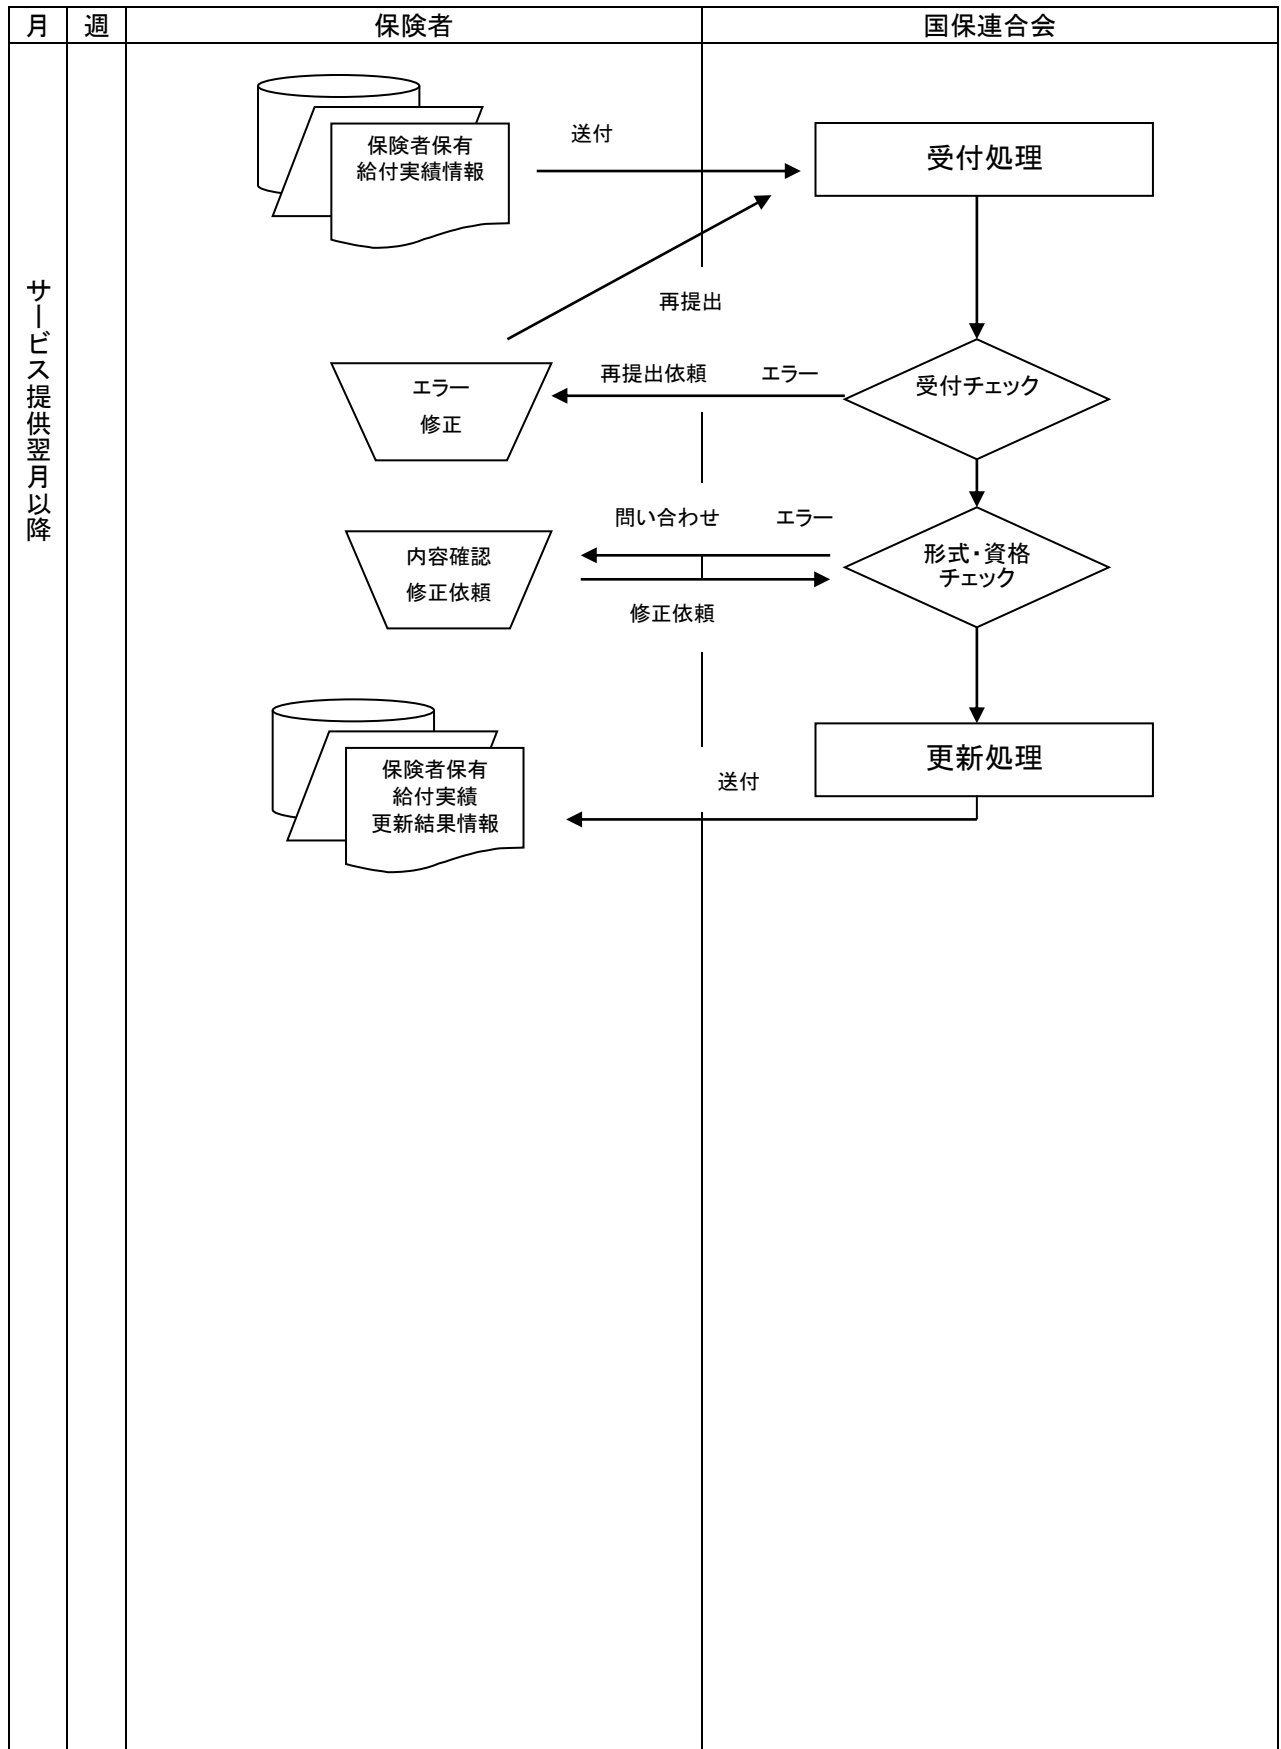 月 週 保険者 国保連合会
サービス提供翌月以降
保険者保有
給付実績情報
送付
受付処理
再提出
エラー
修正
再提出依頼 エラー
受付チェック
問い合わせ エラー
内容確認
修正依頼
形式・資格
チェック
修正依頼
保険者保有
給付実績
更新結果情報
送付
更新処理